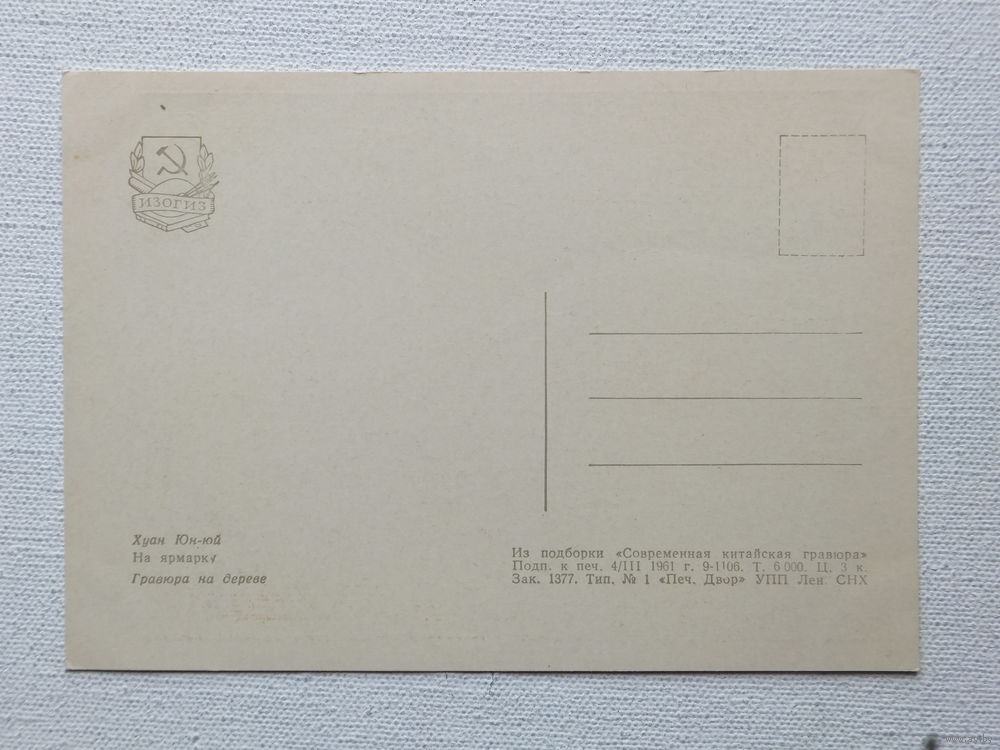 ИЗОГИЗ
Хуан Юн-юй
На ярмарку
Гравюра на дереве
Из подборки «Современная китайская гравюра»
Подп. к печ. 4/III 1961 г. 9-1106. Т. 6 000. Ц. 3 к.
Зак. 1377. Тип. № 1 «Печ. Двор» УПП Лен. СНХ